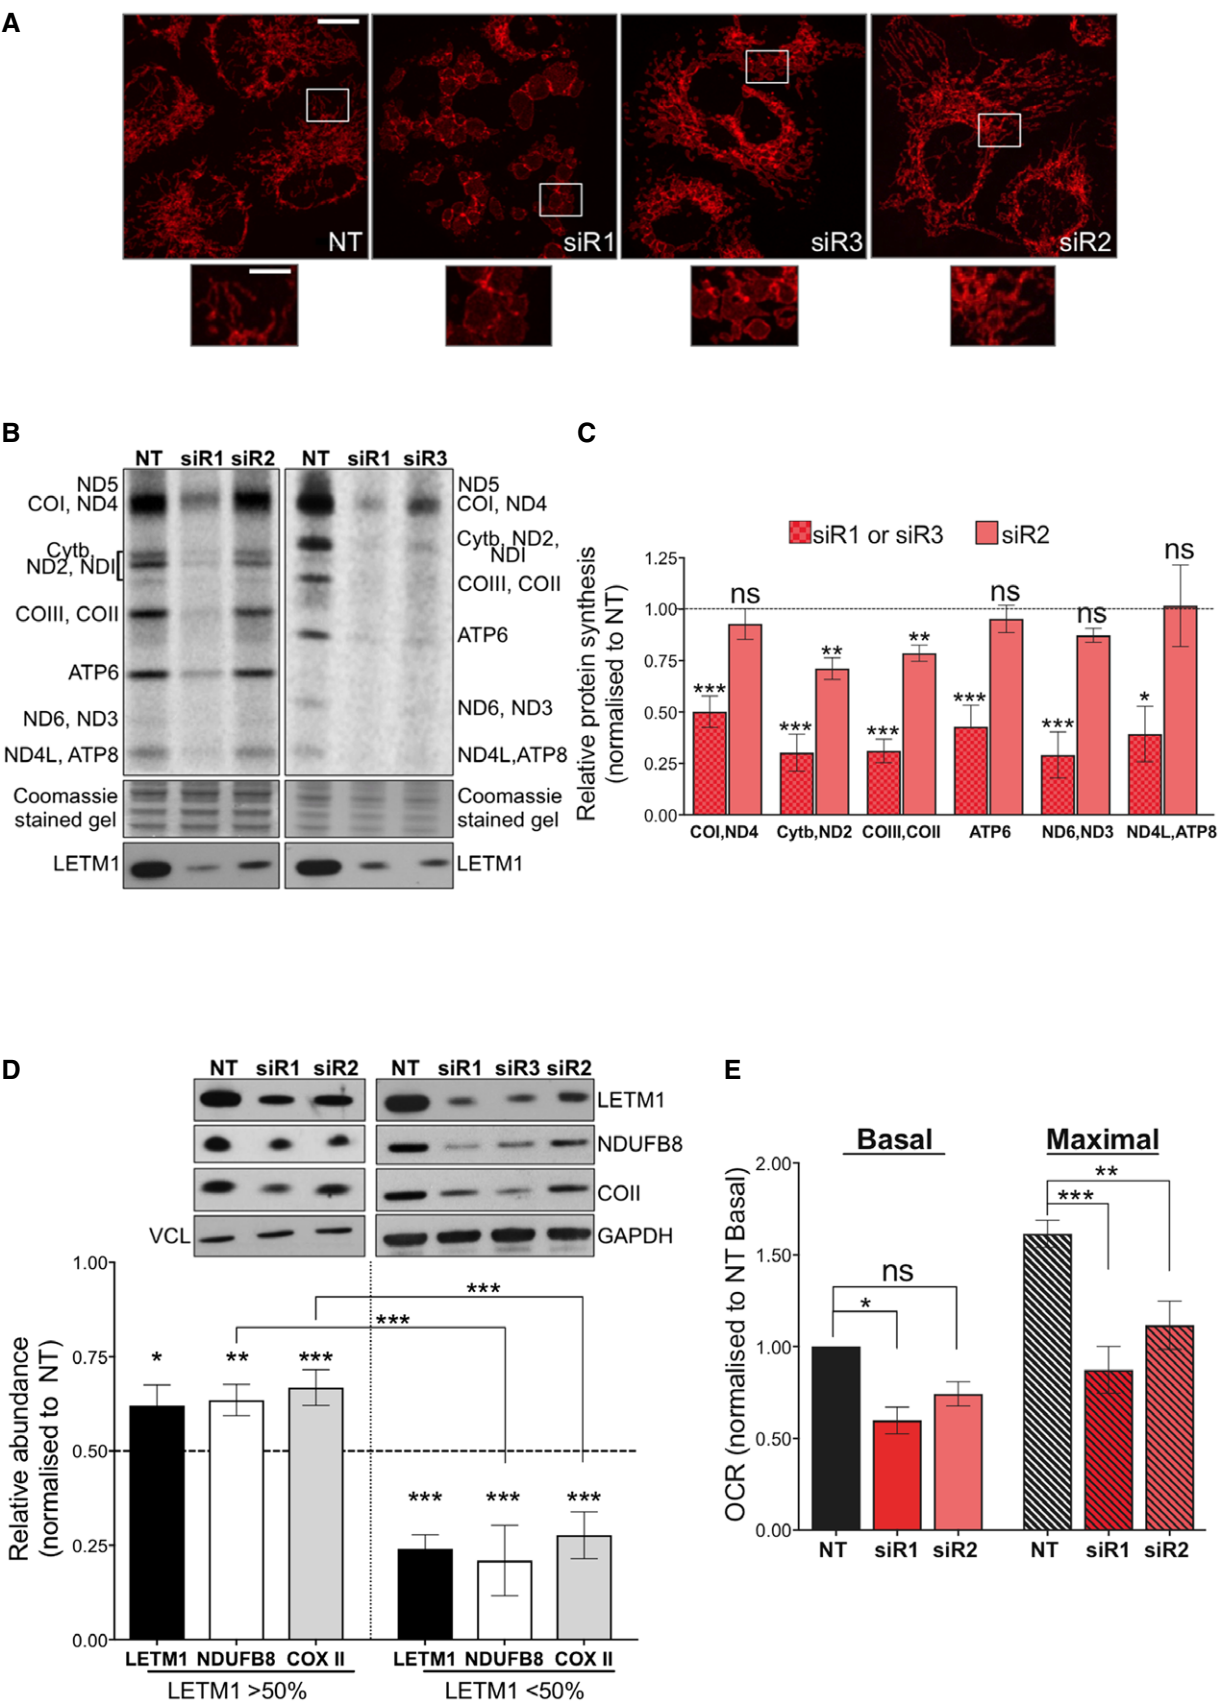 A
NT
siR1
siR3
siR2
B
NT siR1 siR2
NT siR1 siR3
ND5
COI, ND4
Cytb,
ND2, NDI
COIII, COII
ATP6
ND6, ND3
ND4L, ATP8
Coomassie
stained gel
LETM1
ND5
COI, ND4
Cytb, ND2,
NDI
COIII, COII
ATP6
ND6, ND3
ND4L,ATP8
Coomassie
stained gel
LETM1
C
siR1 or siR3
siR2
Relative protein synthesis
(normalised to NT)
1.25
1.00
0.75
0.50
0.25
0.00
*** ns
*** **
*** **
*** ns
*** ns
* ns
COI,ND4 Cytb,ND2 COIII,COII ATP6 ND6,ND3 ND4L,ATP8
D
NT siR1 siR2
NT siR1 siR3 siR2
LETM1
NDUFB8
COII
VCL
GAPDH
Relative abundance
(normalised to NT)
1.00
0.75
0.50
0.25
0.00
***
***
* ** ***
*** *** ***
LETM1 NDUFB8 COX II
LETM1 NDUFB8 COX II
LETM1 >50%
LETM1 <50%
E
Basal
Maximal
OCR (normalised to NT Basal)
2.00
1.50
1.00
0.50
0.00
ns
*
**
***
NT siR1 siR2
NT siR1 siR2